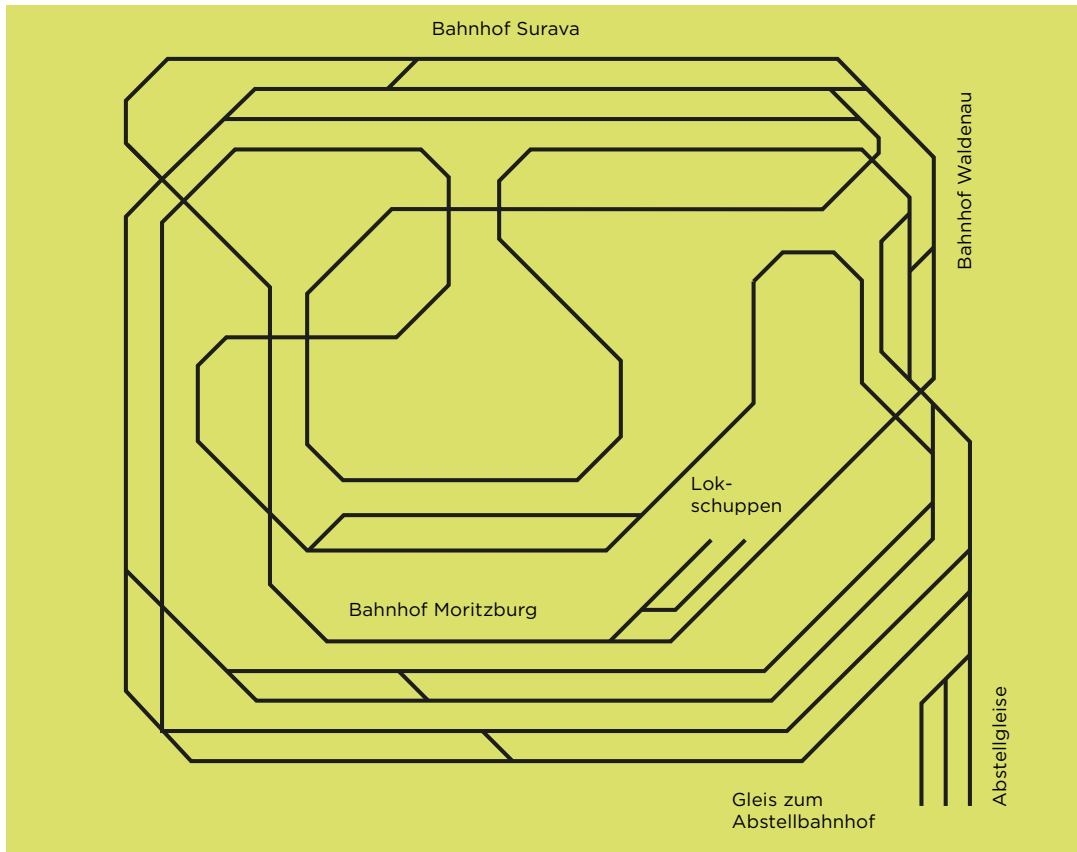 Bahnhof Surava
Bahnhof Waldenau
Lok-
schuppen
Bahnhof Moritzburg
Abstellgleise
Gleis zum
Abstellbahnhof